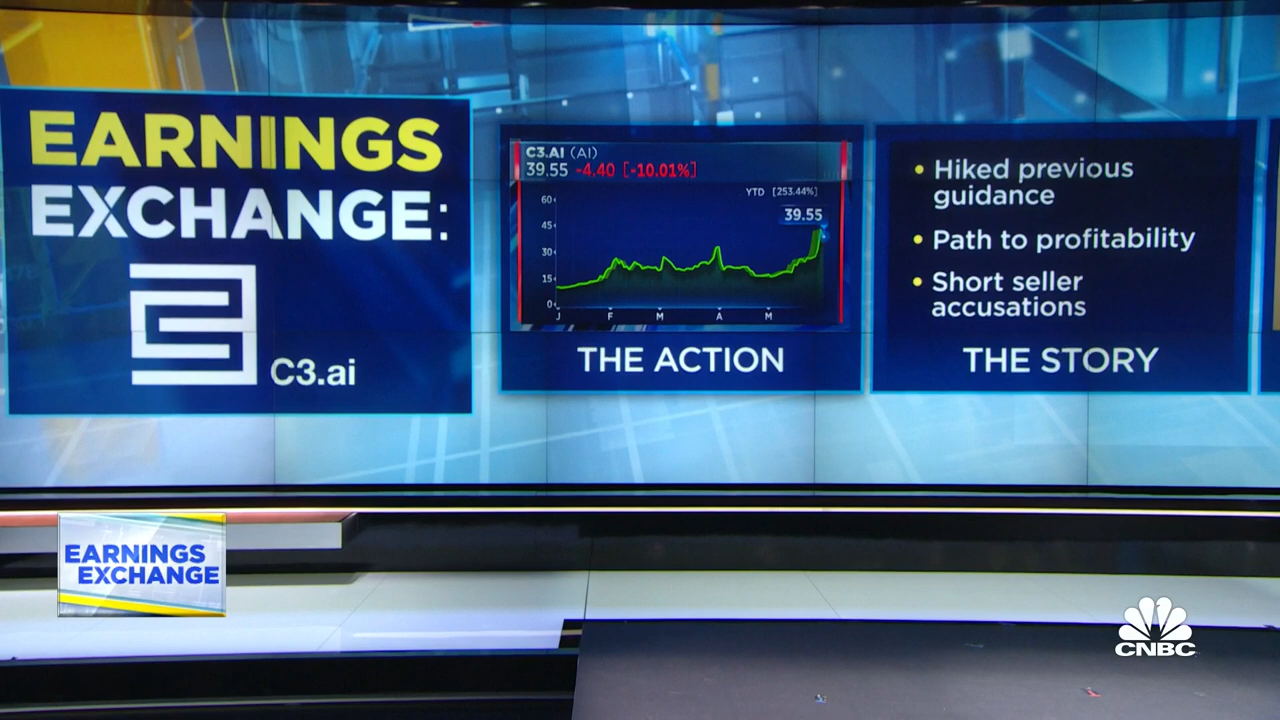 EARNINGS
EXCHANGE:
C3.ai
C3.AI (AI)
39.55 -4.40 [-10.01%]
YTD [253.44%]
39.55
60
45
30
15
0
J F M A M
THE ACTION
• Hiked previous
guidance
• Path to profitability
• Short seller
accusations
THE STORY
EARNINGS
EXCHANGE
CNBC